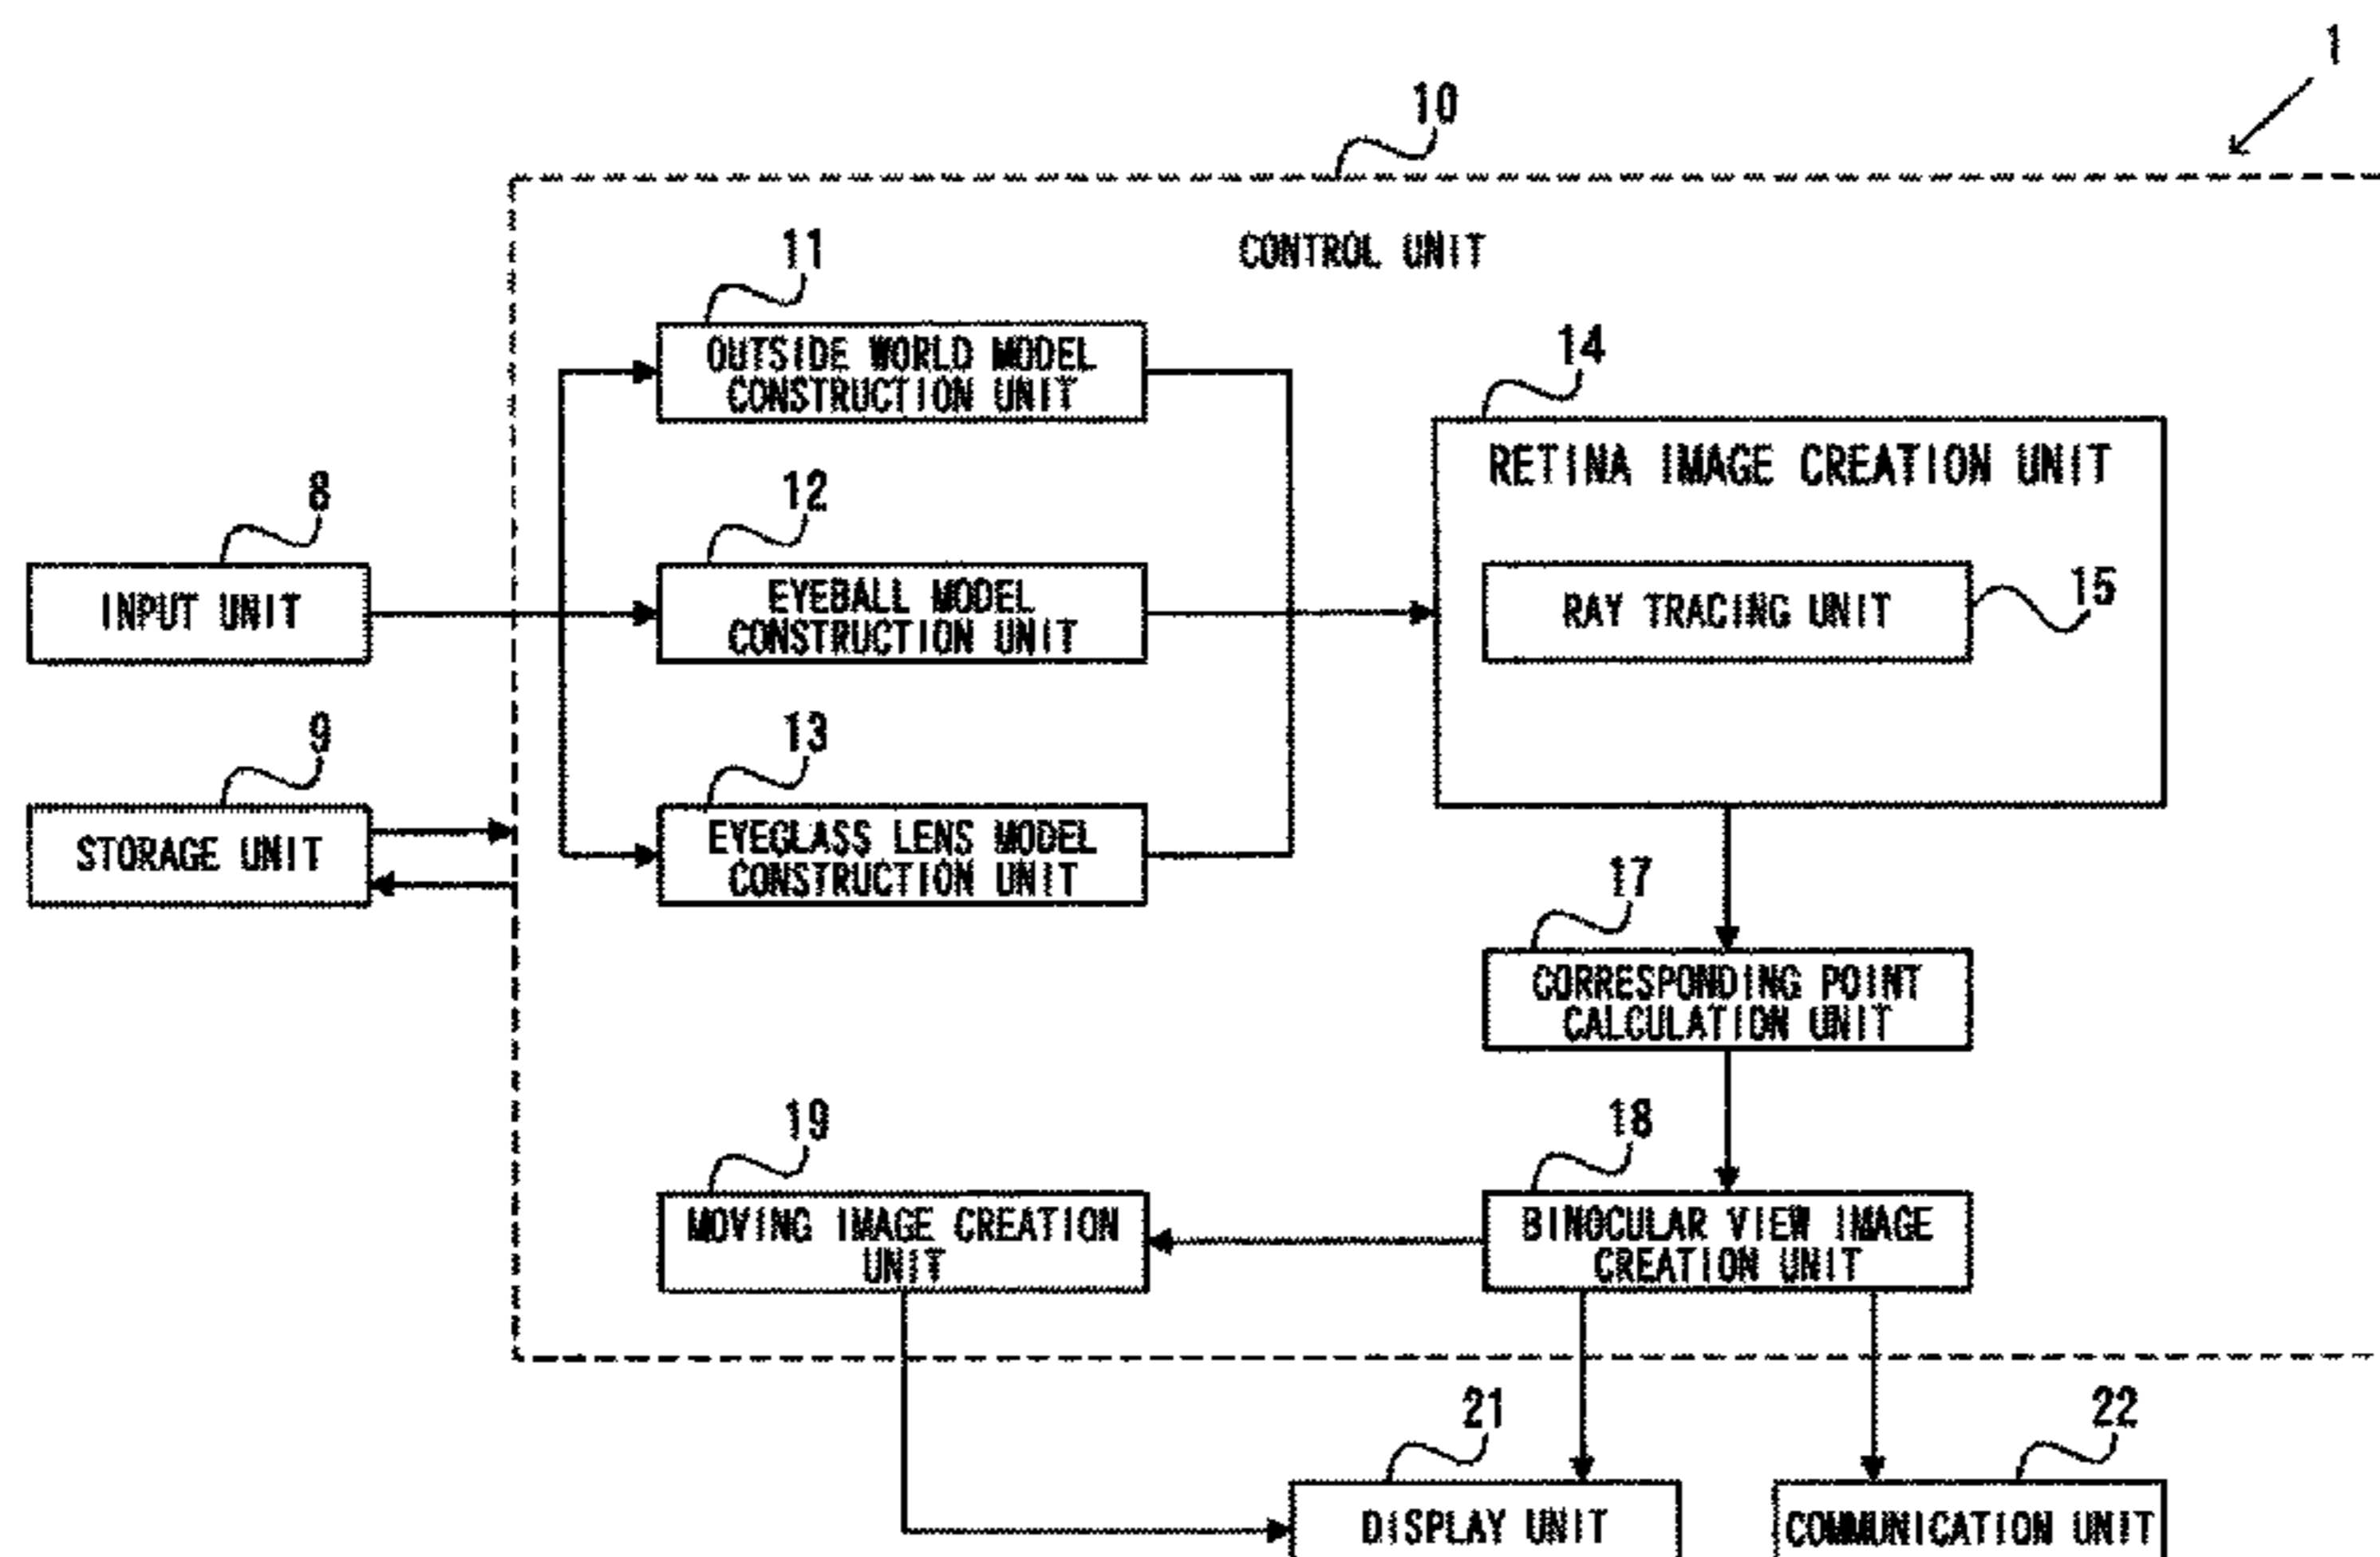 1
10
CONTROL UNIT
11
OUTSIDE WORLD MODEL
CONSTRUCTION UNIT
14
RETINA IMAGE CREATION UNIT
8
INPUT UNIT
12
EYEBALL MODEL
CONSTRUCTION UNIT
RAY TRACING UNIT
15
9
STORAGE UNIT
13
EYEGLASS LENS MODEL
CONSTRUCTION UNIT
17
CORRESPONDING POINT
CALCULATION UNIT
19
MOVING IMAGE CREATION
UNIT
18
BINOCULAR VIEW IMAGE
CREATION UNIT
21
DISPLAY UNIT
22
COMMUNICATION UNIT